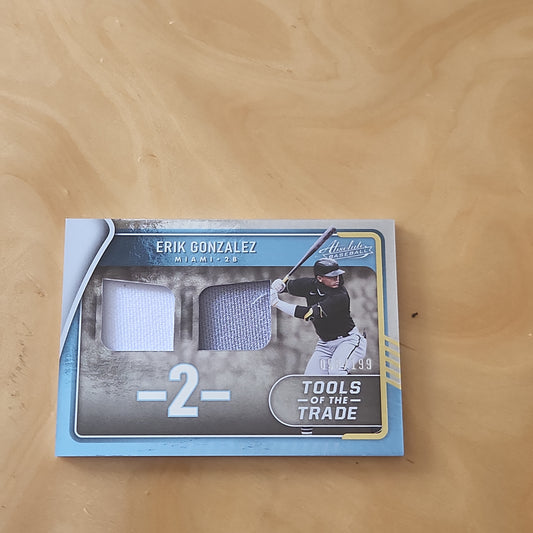 ERIK GONZALEZ
MIAMI • 2B
Absolute
BASEBALL
-2-
TOOLS
OF THE
TRADE